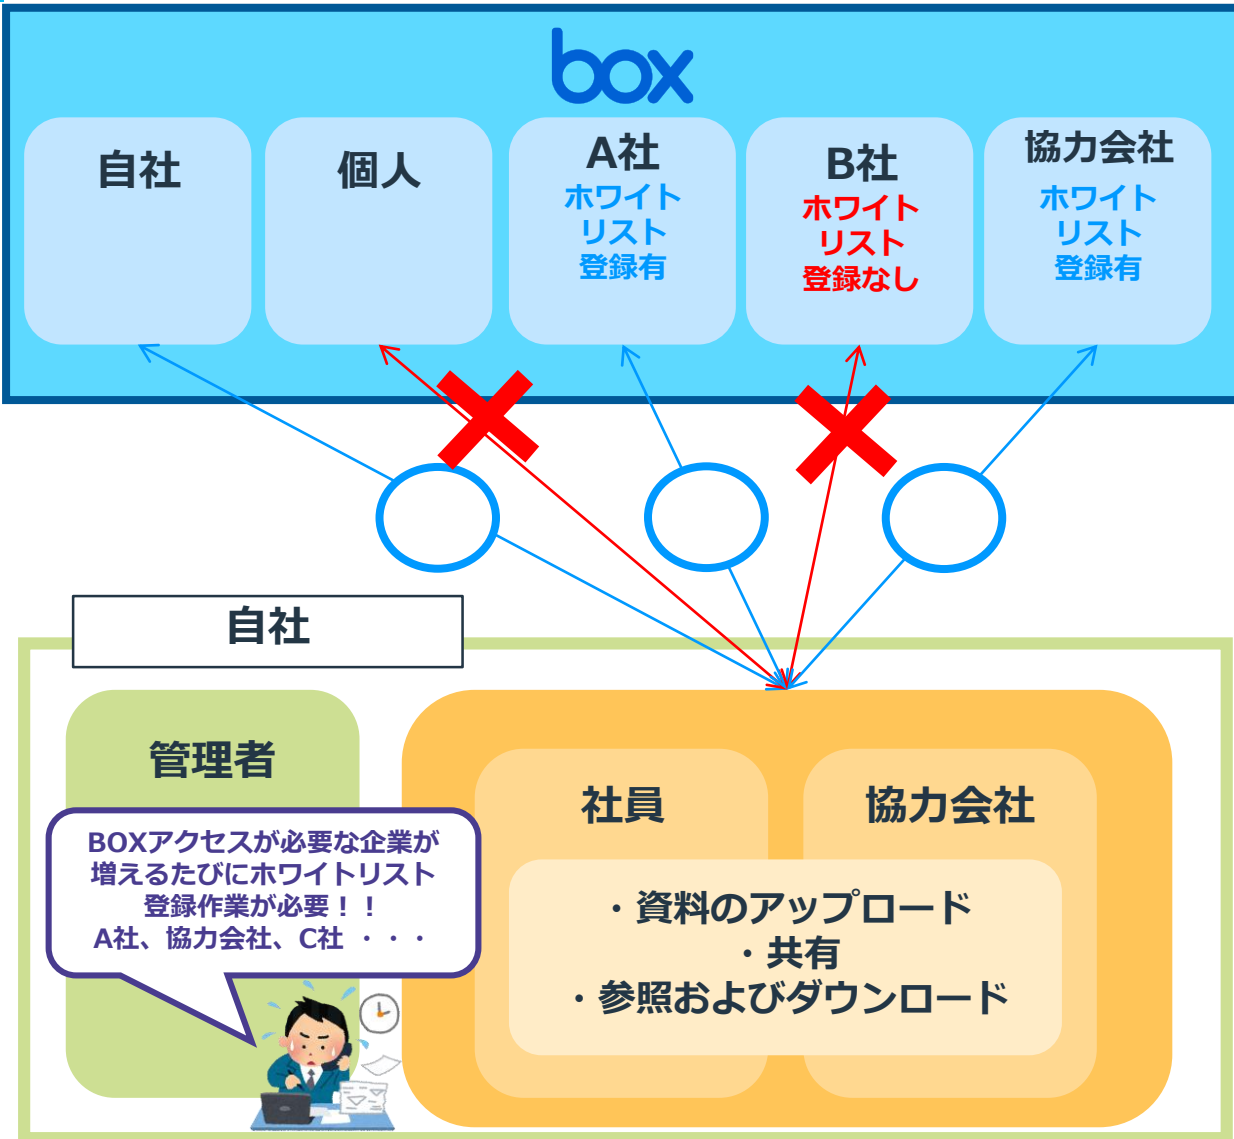 box
自社
個人
A社
ホワイト
リスト
登録有
B社
ホワイト
リスト
登録なし
協力会社
ホワイト
リスト
登録有
自社
管理者
BOXアクセスが必要な企業が
増えるたびにホワイトリスト
登録作業が必要！！
A社、協力会社、C社 ・・・
社員
協力会社
・資料のアップロード
・共有
・参照およびダウンロード